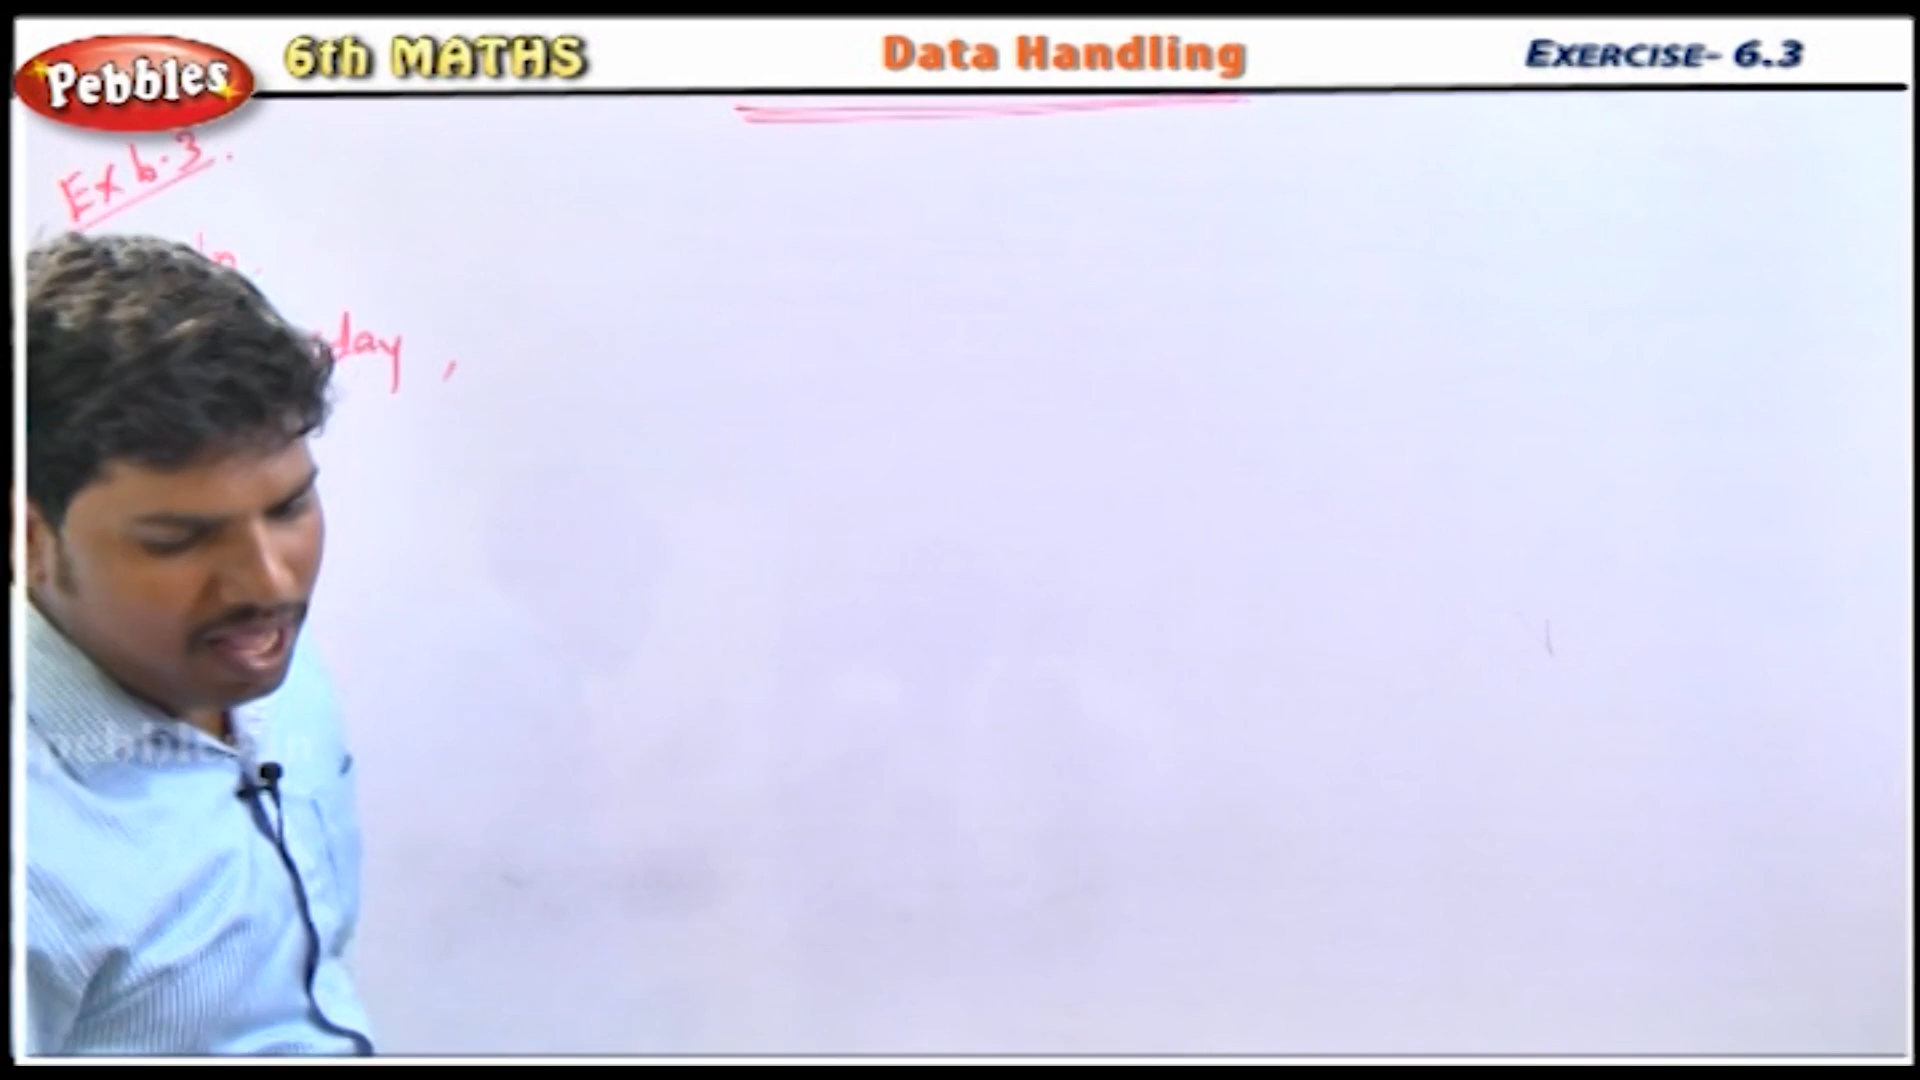 Pebbles
6th MATHS
Data Handling
EXERCISE- 6.3
Ex 6.3.
day,